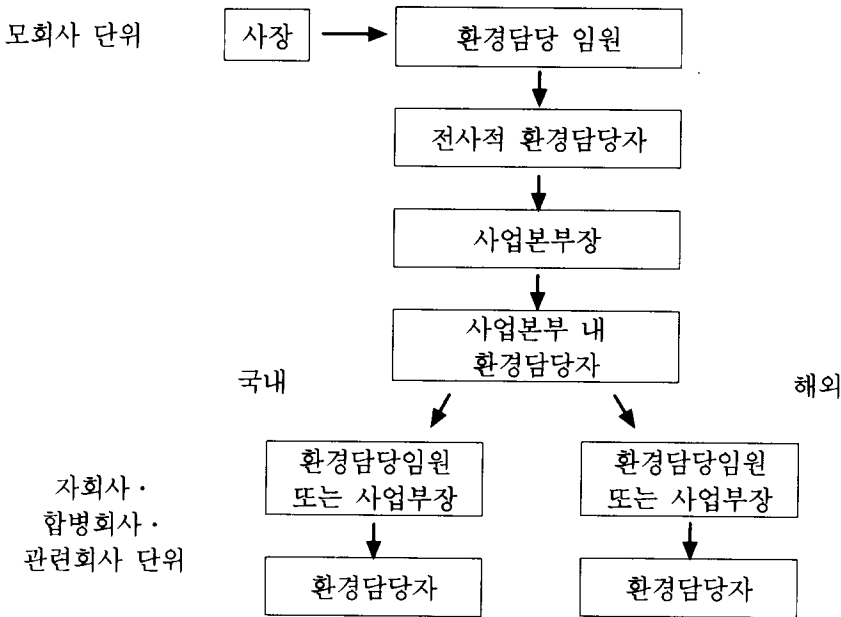 모회사 단위
사장
환경담당 임원
전사적 환경담당자
사업본부장
사업본부 내
환경담당자
국내
해외
환경담당임원
또는 사업부장
환경담당임원
또는 사업부장
자회사·
합병회사·
관련회사 단위
환경담당자
환경담당자